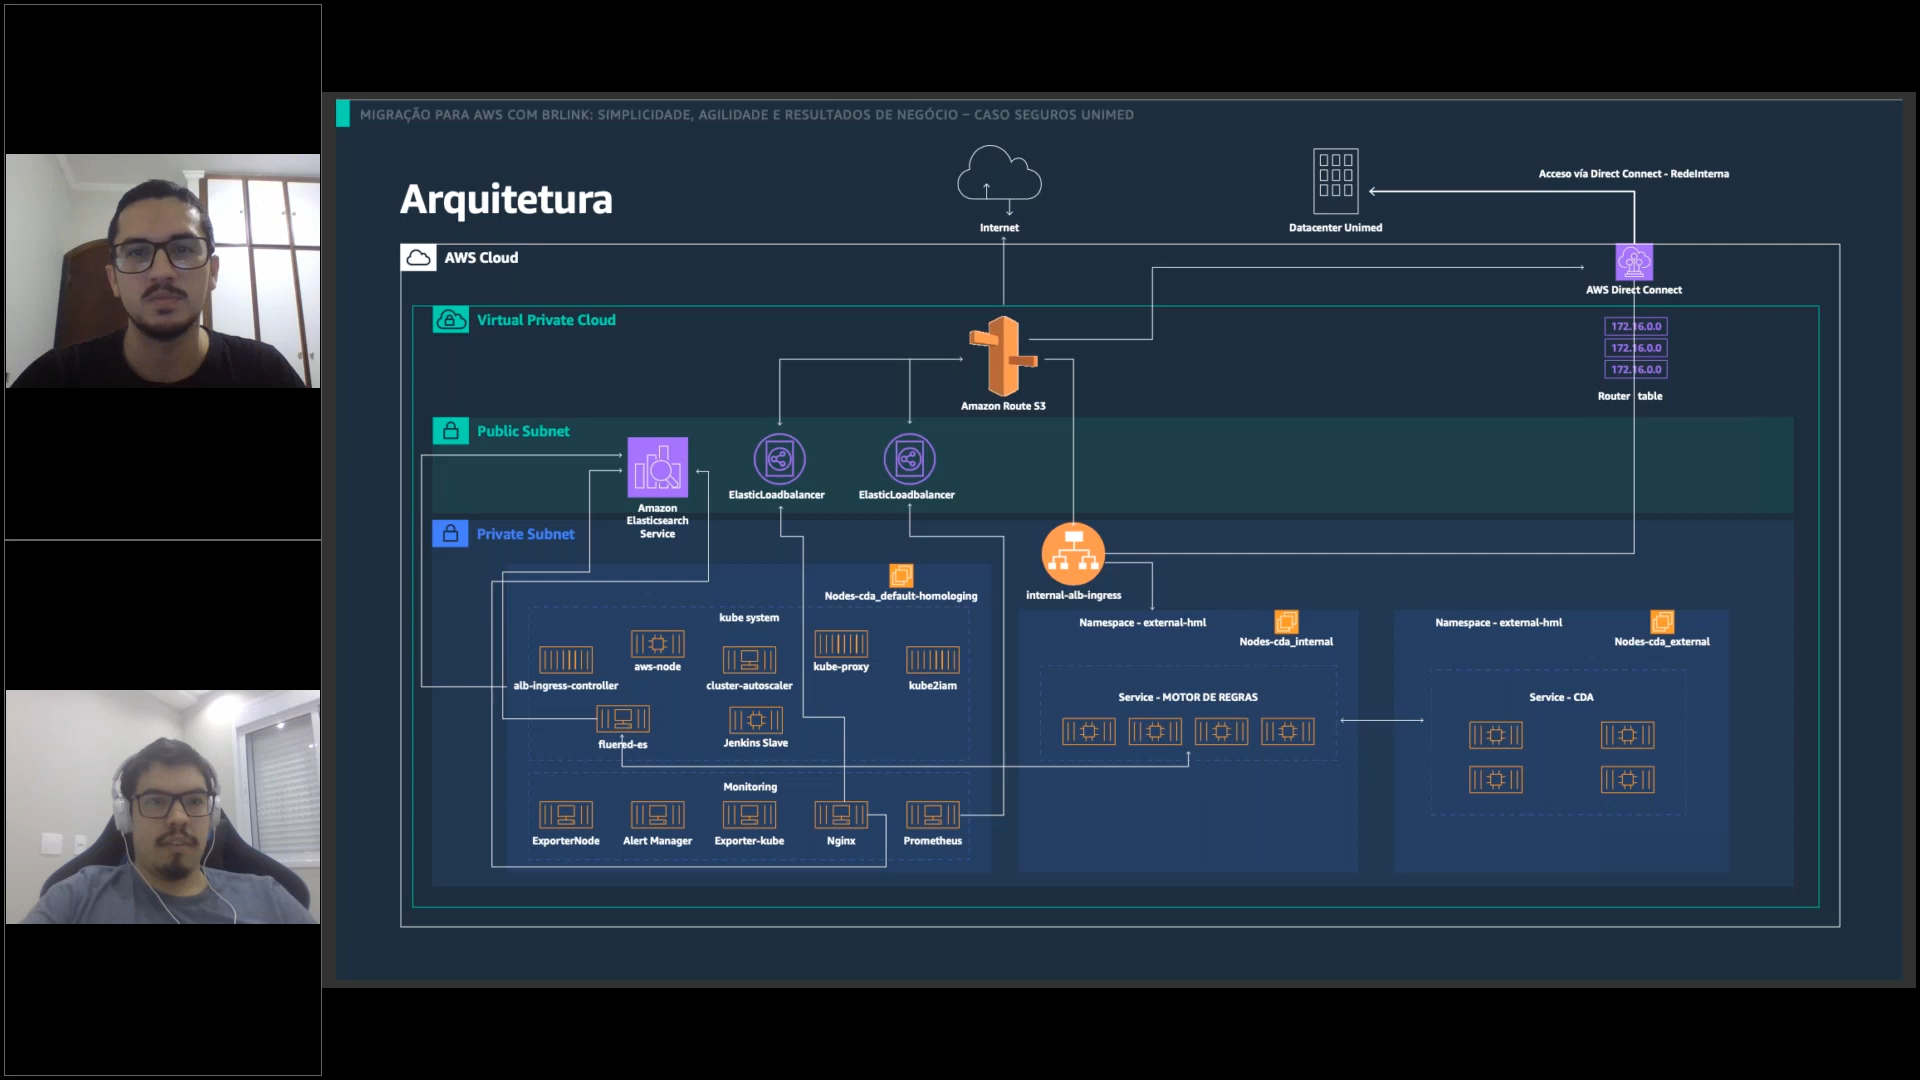 MIGRAÇÃO PARA AWS COM BRLINK: SIMPLICIDADE, AGILIDADE E RESULTADOS DE NEGÓCIO – CASO SEGUROS UNIMED
Arquitetura
Internet
Datacenter Unimed
Acceso vía Direct Connect - RedeInterna
AWS Cloud
AWS Direct Connect
Virtual Private Cloud
172.16.0.0
172.16.0.0
172.16.0.0
Router table
Amazon Route S3
Public Subnet
ElasticLoadbalancer
ElasticLoadbalancer
Amazon
Elasticsearch
Service
Private Subnet
internal-alb-ingress
Nodes-cda_default-homologing
kube system
alb-ingress-controller
aws-node
cluster-autoscaler
kube-proxy
kube2iam
fluered-es
Jenkins Slave
Monitoring
ExporterNode
Alert Manager
Exporter-kube
Nginx
Prometheus
Namespace - external-hml
Nodes-cda_internal
Service - MOTOR DE REGRAS
Namespace - external-hml
Nodes-cda_external
Service - CDA